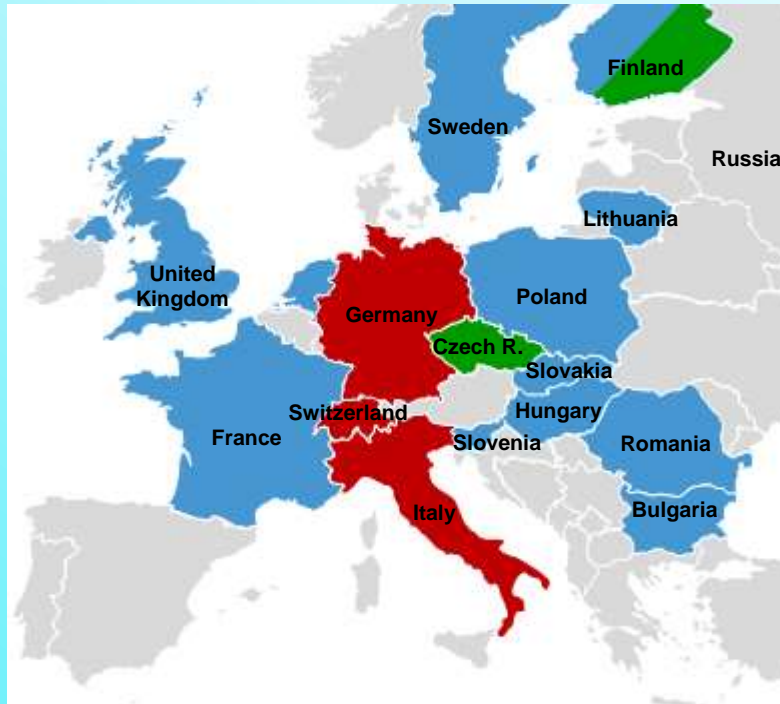 Finland
Sweden
Russia
Lithuania
United
Kingdom
Poland
Germany
Czech R.
Slovakia
Switzerland
Hungary
France
Slovenia
Romania
Italy
Bulgaria